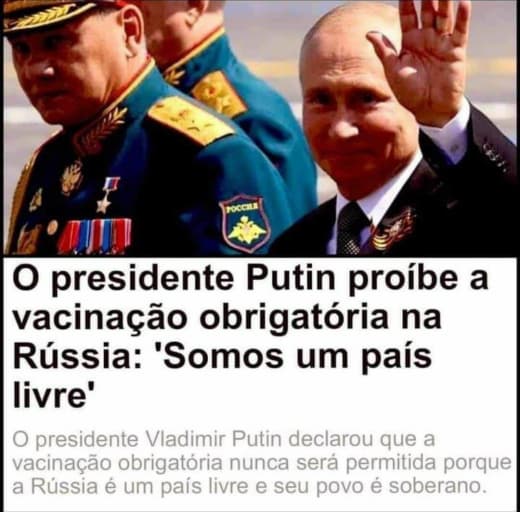 РОССИЯ
O presidente Putin proíbe a
vacinação obrigatória na
Rússia: 'Somos um país
livre'
O presidente Vladimir Putin declarou que a
vacinação obrigatória nunca será permitida porque
a Rússia é um país livre e seu povo é soberano.